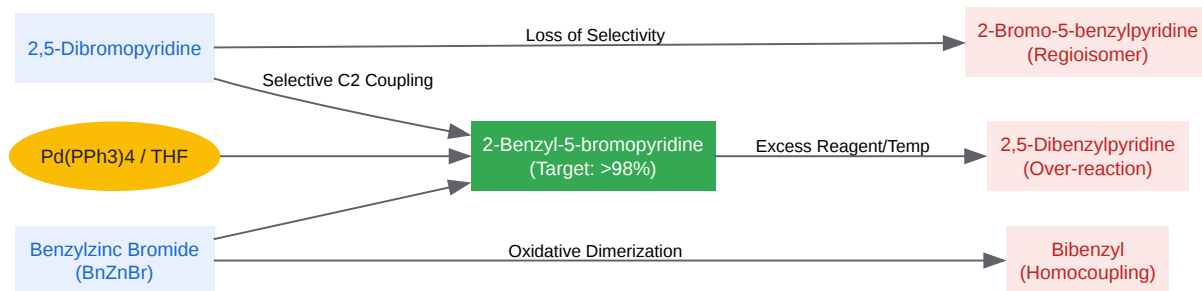 2,5-Dibromopyridine
Loss of Selectivity
2-Bromo-5-benzylpyridine
(Regioisomer)
Selective C2 Coupling
Pd(PPh3)4 / THF
2-Benzyl-5-bromopyridine
(Target: >98%)
Excess Reagent/Temp
2,5-Dibenzylpyridine
(Over-reaction)
Benzylzinc Bromide
(BnZnBr)
Oxidative Dimerization
Bibenzyl
(Homocoupling)